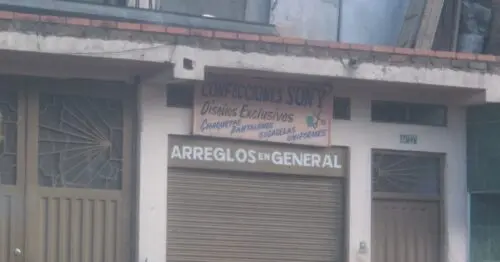 CONFECCIONES SONY
DISEÑOS EXCLUSIVOS
CHAQUETAS PANTALONES SUDADERAS UNIFORMES
ARREGLOS EN GENERAL